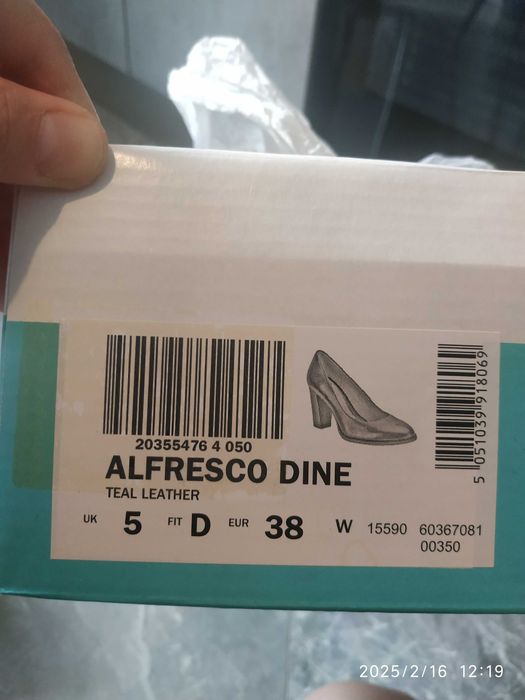 20355476 4 050
5 051039 918069
ALFRESCO DINE
TEAL LEATHER
UK 5 FIT D EUR 38 W 15590 60367081
00350
2025/2/16 12:19